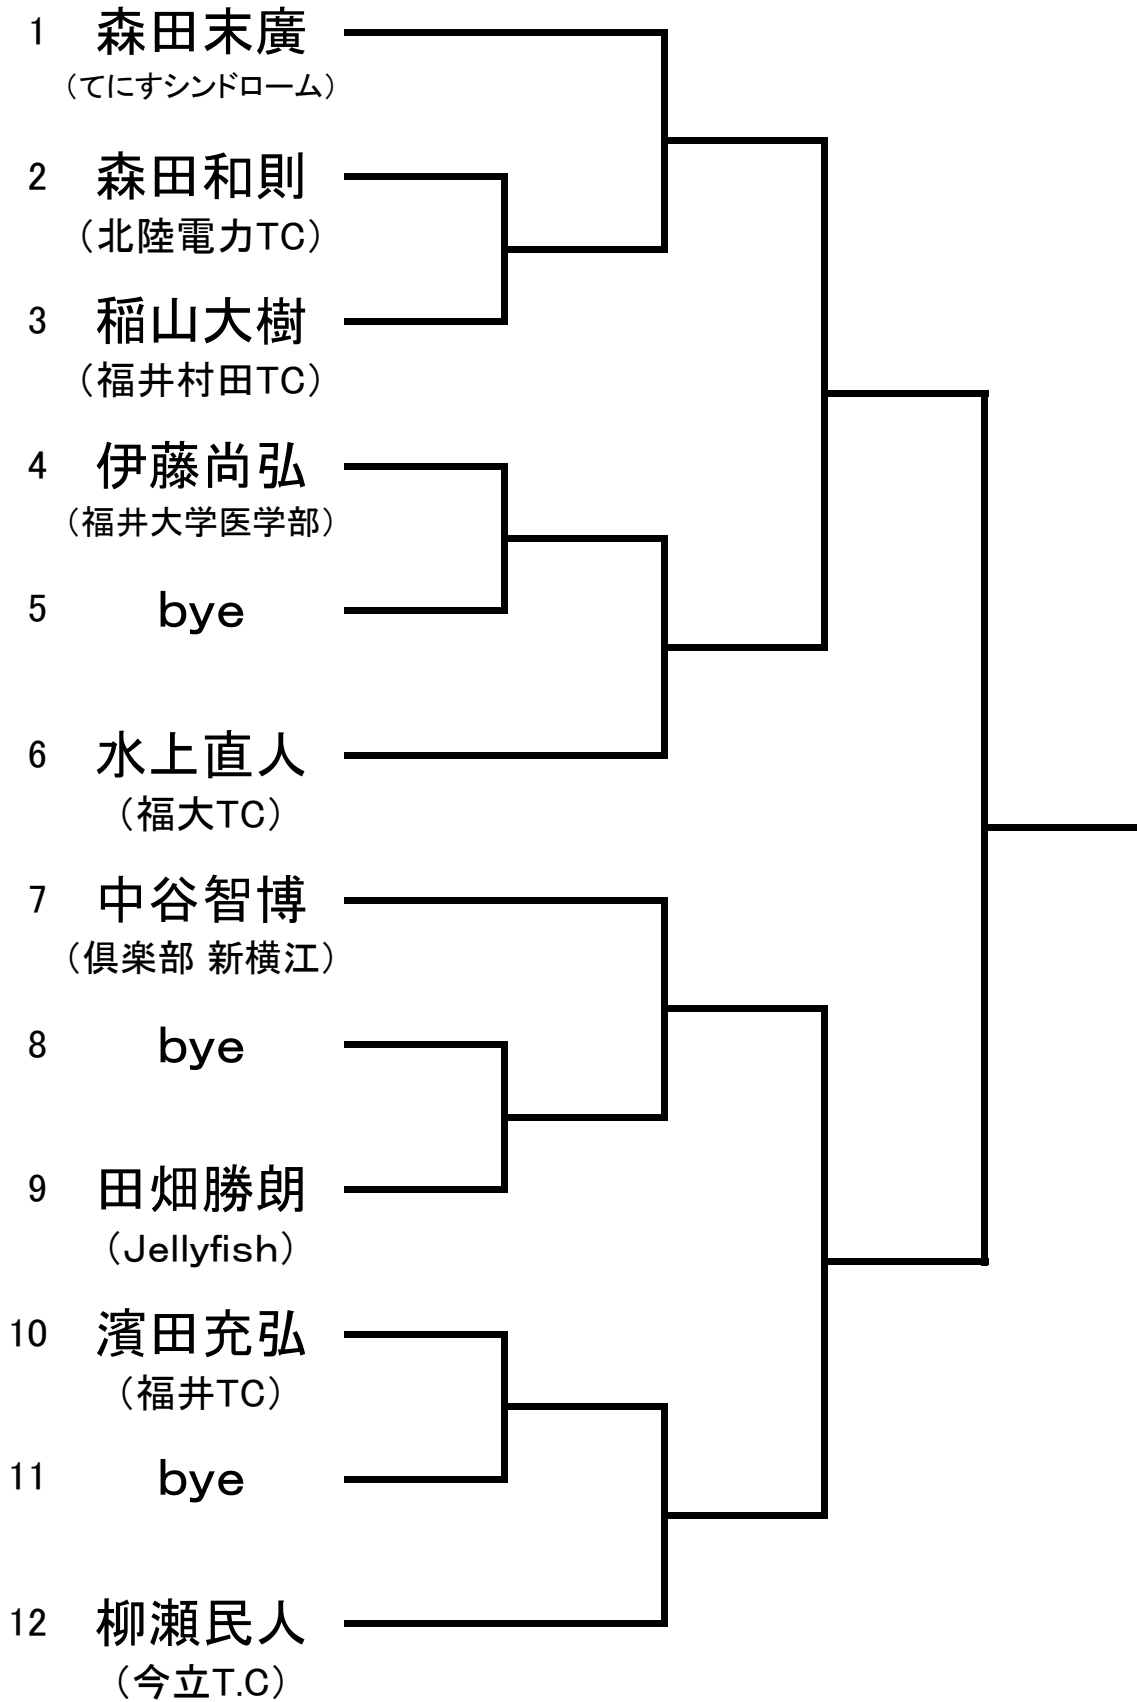 1 森田末廣
（てにすシンドローム）
2 森田和則
（北陸電力TC）
3 稲山大樹
（福井村田TC）
4 伊藤尚弘
（福井大学医学部）
5 bye
6 水上直人
（福大TC）
7 中谷智博
（倶楽部 新横江）
8 bye
9 田畑勝朗
（Jellyfish）
10 濱田充弘
（福井TC）
11 bye
12 柳瀬民人
（今立T.C）